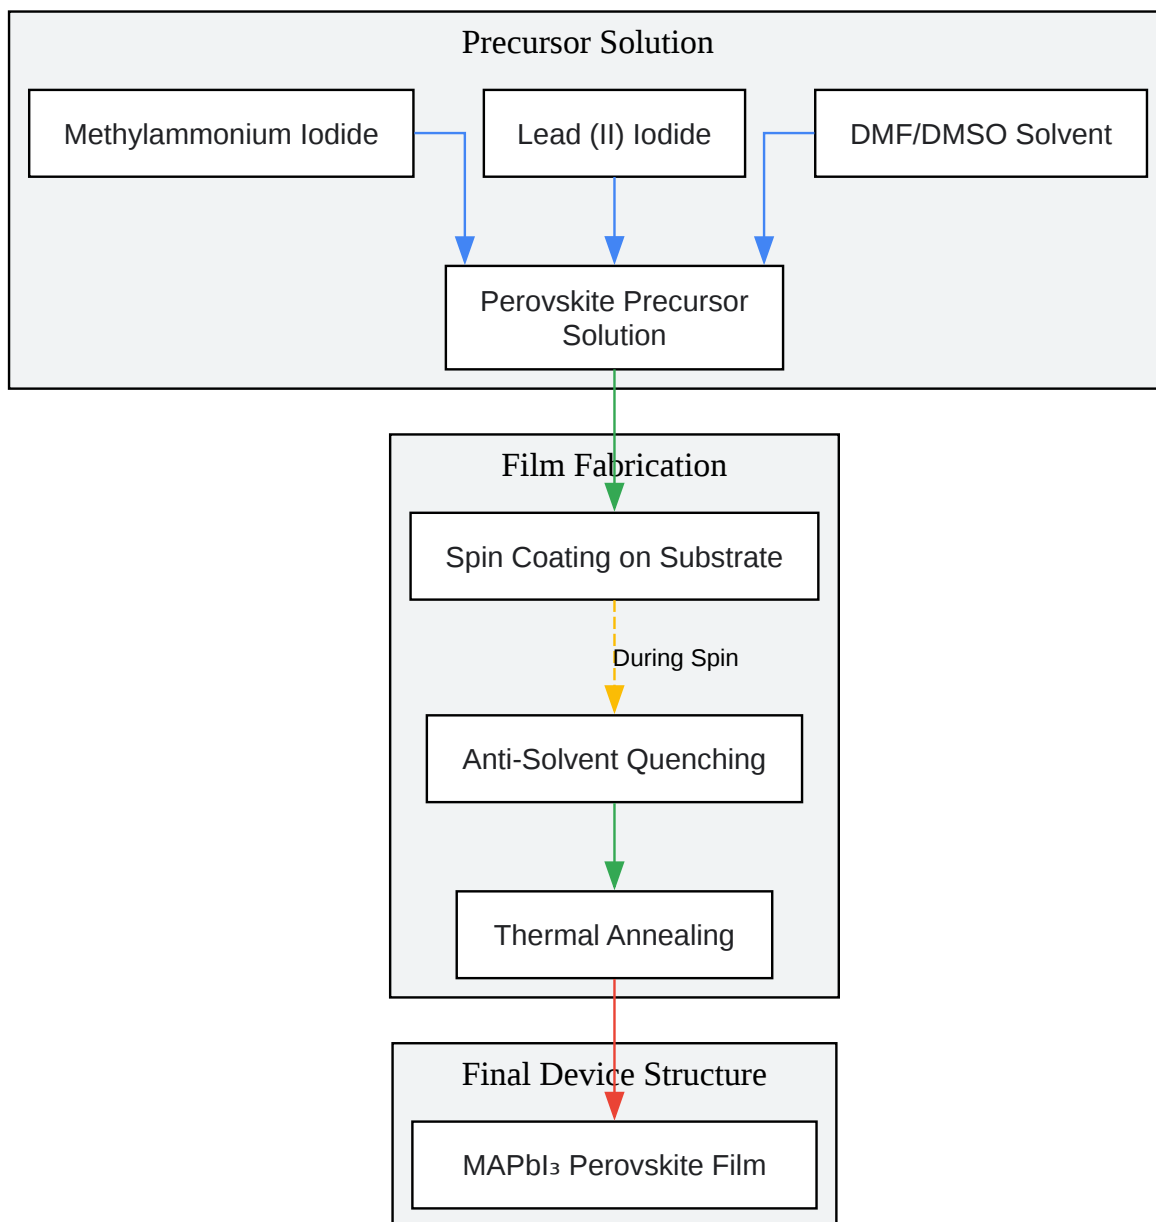 Precursor Solution
Methylammonium Iodide
Lead (II) Iodide
DMF/DMSO Solvent
Perovskite Precursor
Solution
Film Fabrication
Spin Coating on Substrate
During Spin
Anti-Solvent Quenching
Thermal Annealing
Final Device Structure
MAPbI₃ Perovskite Film